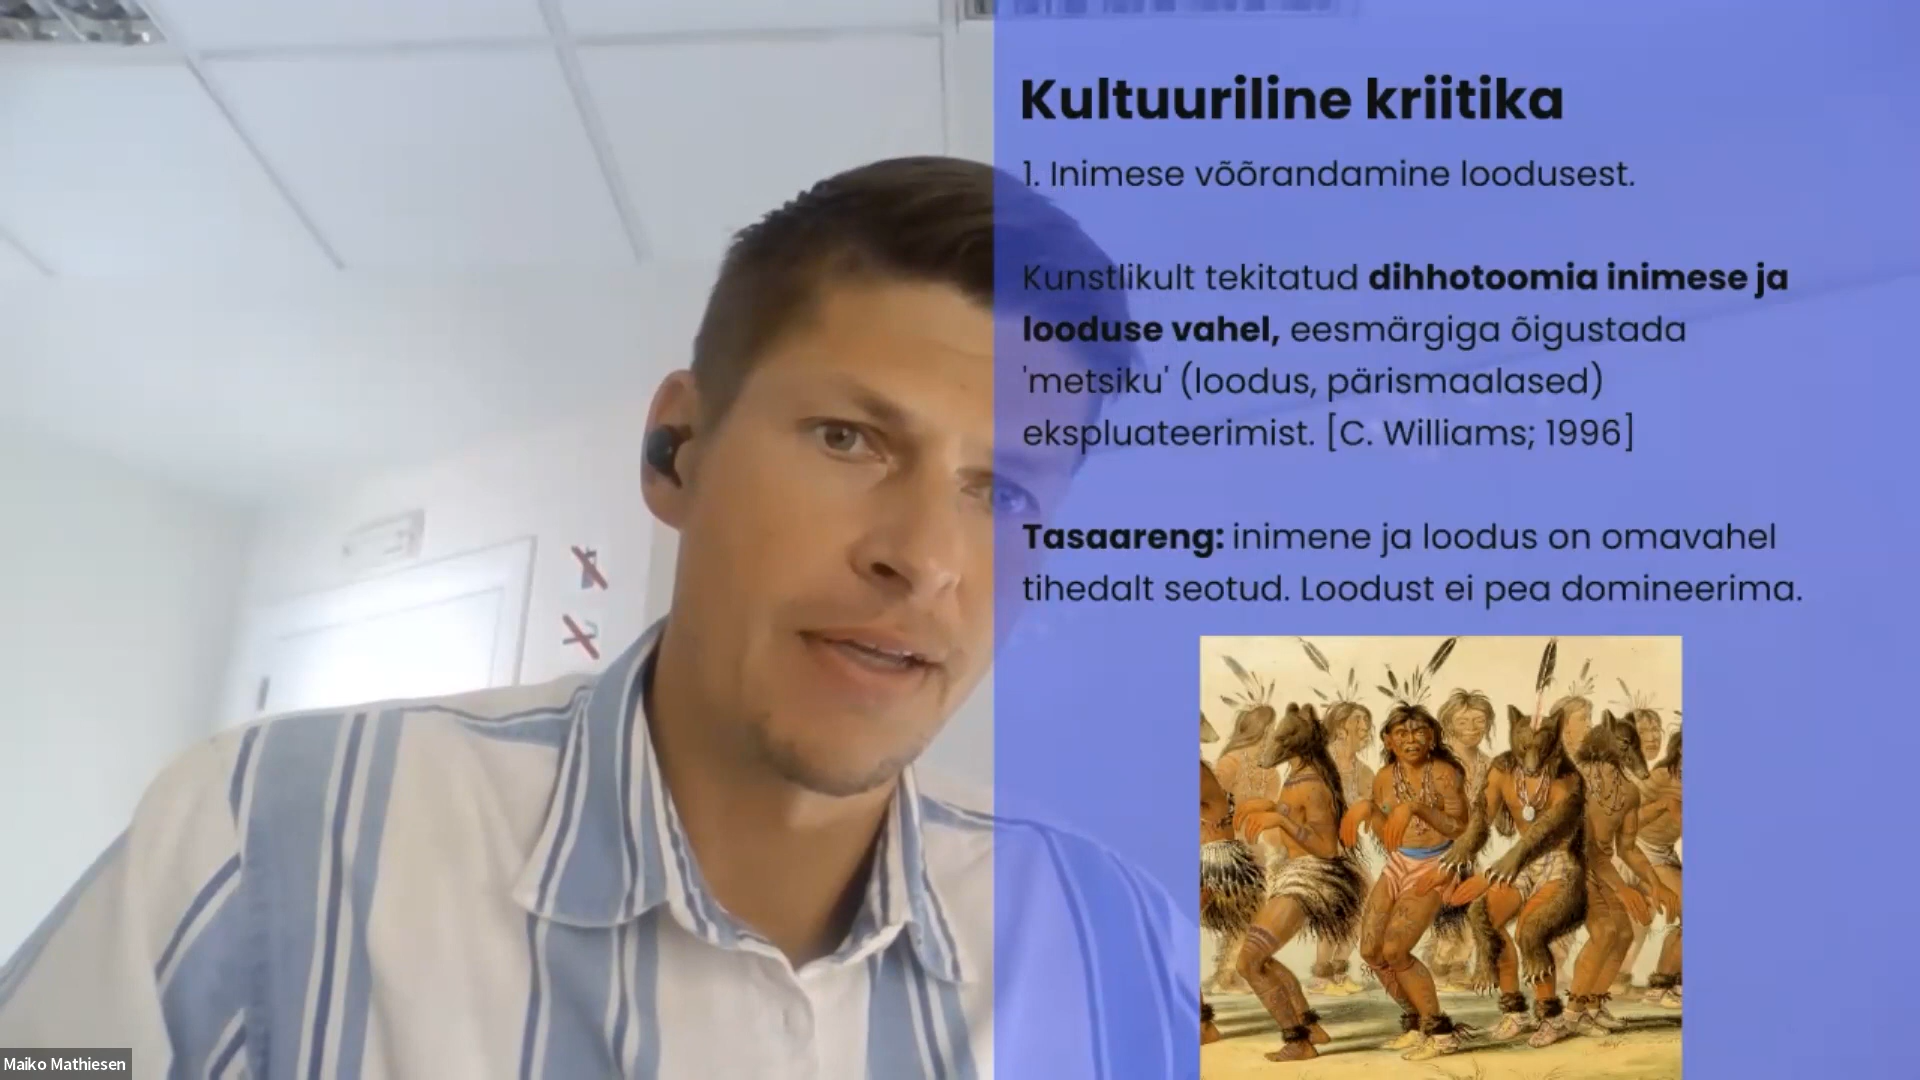 Kultuuriline kriitika
1. Inimese võõrandamine loodusest.
Kunstlikult tekitatud dihhotoomia inimese ja
looduse vahel, eesmärgiga õigustada
'metsiku' (loodus, pärismaalased)
ekspluateerimist. [C. Williams; 1996]
Tasaareng: inimene ja loodus on omavahel
tihedalt seotud. Loodust ei pea domineerima.
Maiko Mathiesen